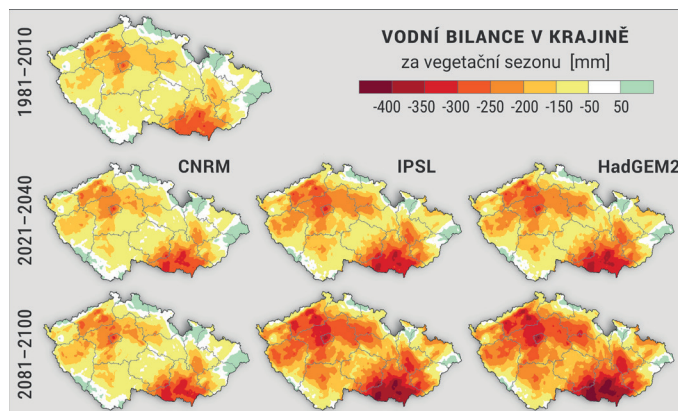 VODNÍ BILANCE V KRAJINĚ
za vegetační sezonu [mm]
-400 -350 -300 -250 -200 -150 -50 50
1981–2010
CNRM IPSL HadGEM2
2021–2040
2081–2100